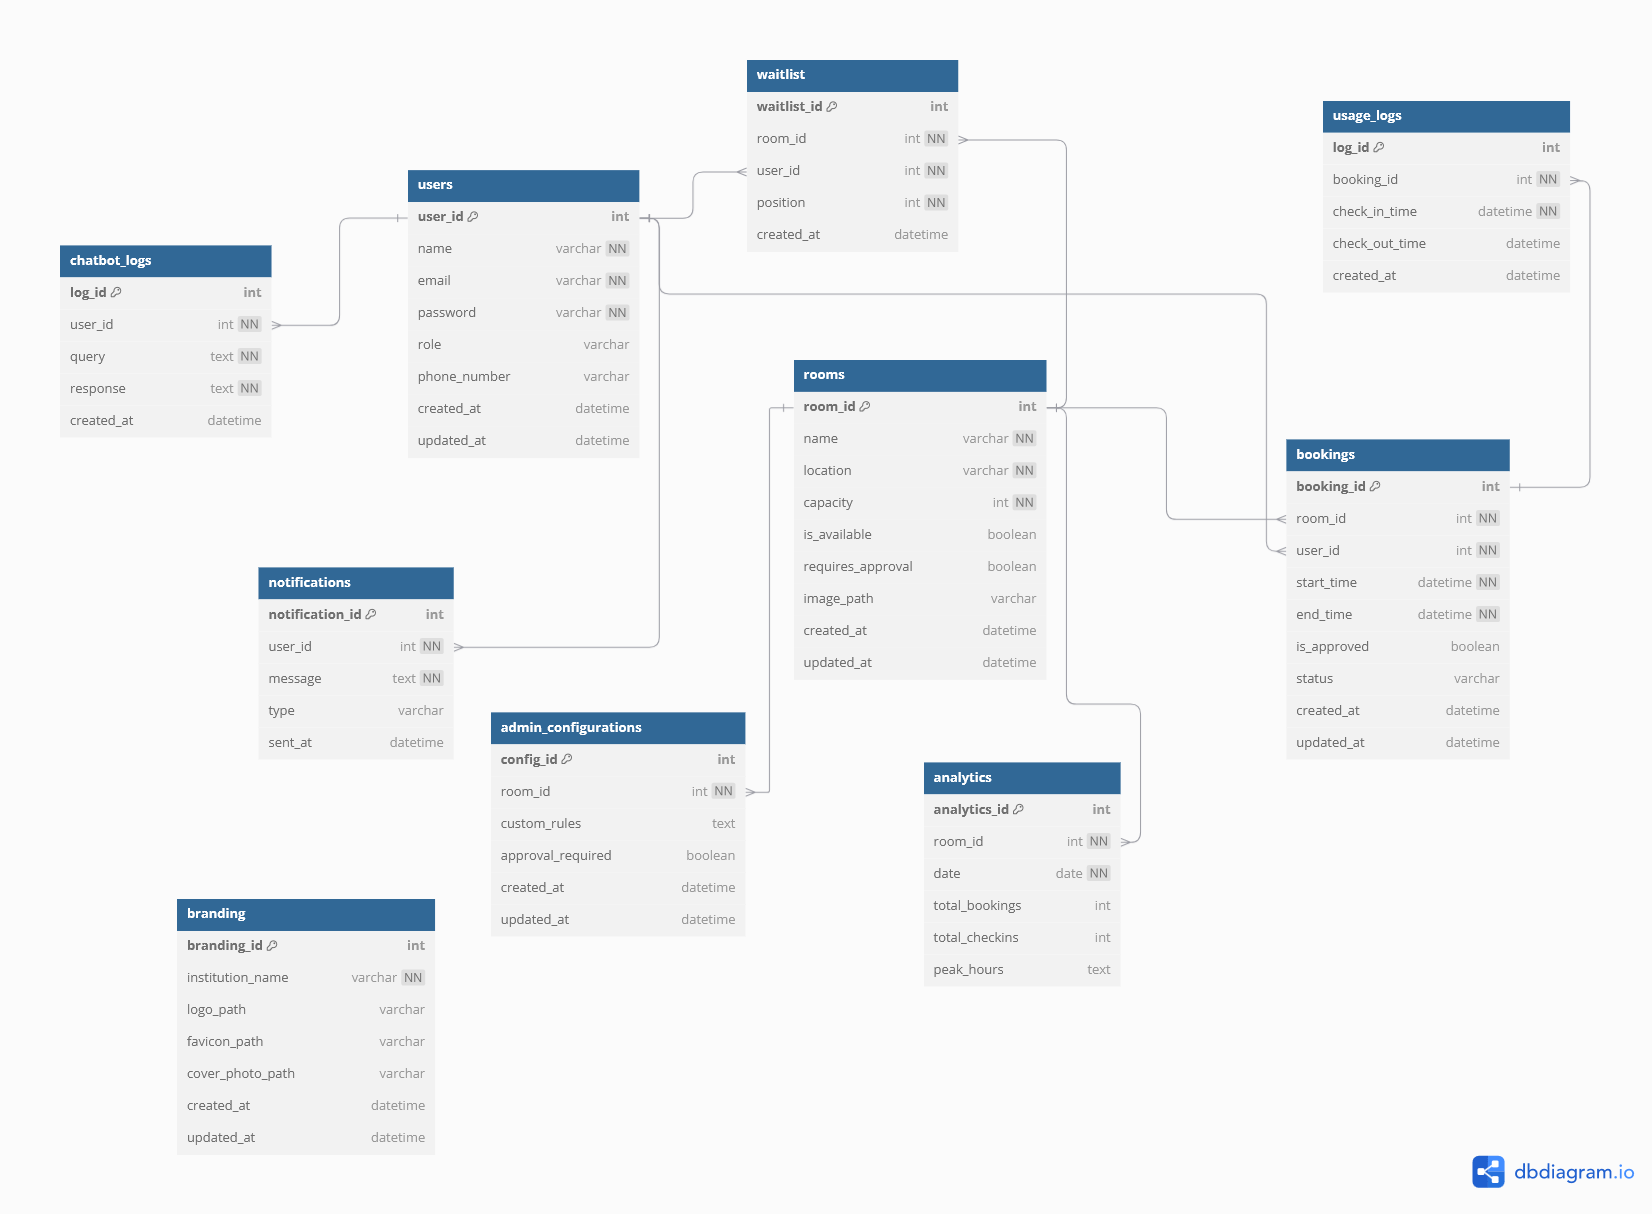 waitlist
waitlist_id int
room_id int NN
user_id int NN
position int NN
created_at datetime
usage_logs
log_id int
booking_id int NN
check_in_time datetime NN
check_out_time datetime
created_at datetime
users
user_id int
name varchar NN
email varchar NN
password varchar NN
role varchar
phone_number varchar
created_at datetime
updated_at datetime
chatbot_logs
log_id int
user_id int NN
query text NN
response text NN
created_at datetime
rooms
room_id int
name varchar NN
location varchar NN
capacity int NN
is_available boolean
requires_approval boolean
image_path varchar
created_at datetime
updated_at datetime
bookings
booking_id int
room_id int NN
user_id int NN
start_time datetime NN
end_time datetime NN
is_approved boolean
status varchar
created_at datetime
updated_at datetime
notifications
notification_id int
user_id int NN
message text NN
type varchar
sent_at datetime
admin_configurations
config_id int
room_id int NN
custom_rules text
approval_required boolean
created_at datetime
updated_at datetime
analytics
analytics_id int
room_id int NN
date date NN
total_bookings int
total_checkins int
peak_hours text
branding
branding_id int
institution_name varchar NN
logo_path varchar
favicon_path varchar
cover_photo_path varchar
created_at datetime
updated_at datetime
dbdiagram.io